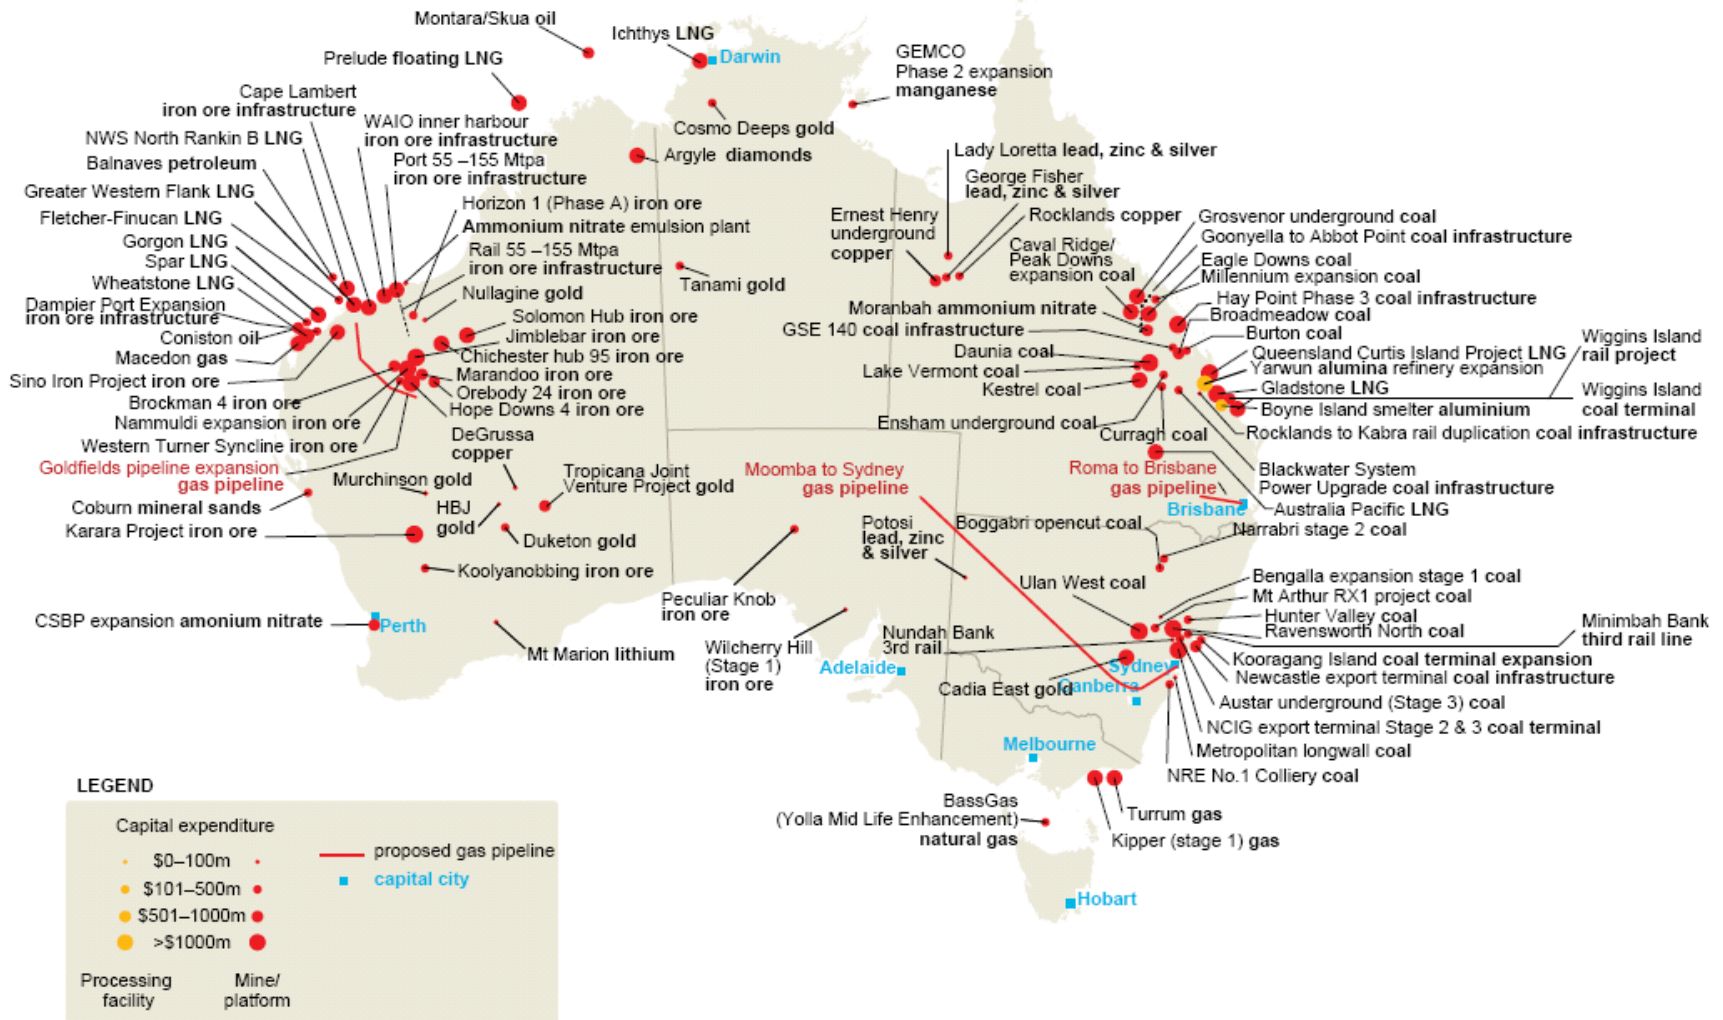 Montara/Skua oil
Ichthys LNG
Darwin
Prelude floating LNG
GEMCO
Phase 2 expansion
manganese
Cape Lambert
iron ore infrastructure
WAIO inner harbour
iron ore infrastructure
NWS North Rankin B LNG
Cosmo Deeps gold
Balnaves petroleum
Port 55 –155 Mtpa
iron ore infrastructure
Argyle diamonds
Lady Loretta lead, zinc & silver
George Fisher
lead, zinc & silver
Greater Western Flank LNG
Horizon 1 (Phase A) iron ore
Fletcher-Finucan LNG
Ammonium nitrate emulsion plant
Ernest Henry
underground
copper
Rocklands copper
Grosvenor underground coal
Goonyella to Abbot Point coal infrastructure
Gorgon LNG
Rail 55 –155 Mtpa
iron ore infrastructure
Caval Ridge/
Peak Downs
expansion coal
Eagle Downs coal
Millennium expansion coal
Spar LNG
Wheatstone LNG
Tanami gold
Nullagine gold
Hay Point Phase 3 coal infrastructure
Dampier Port Expansion
iron ore infrastructure
Moranbah ammonium nitrate
Broadmeadow coal
Solomon Hub iron ore
GSE 140 coal infrastructure
Burton coal
Coniston oil
Jimblebar iron ore
Wiggins Island
rail project
Macedon gas
Chichester hub 95 iron ore
Daunia coal
Queensland Curtis Island Project LNG
Yarwun alumina refinery expansion
Sino Iron Project iron ore
Marandoo iron ore
Lake Vermont coal
Kestrel coal
Gladstone LNG
Wiggins Island
coal terminal
Orebody 24 iron ore
Brockman 4 iron ore
Hope Downs 4 iron ore
Boyne Island smelter aluminium
Nammuldi expansion iron ore
Ensham underground coal
Curragh coal
Rocklands to Kabra rail duplication coal infrastructure
Western Turner Syncline iron ore
DeGrussa
copper
Goldfields pipeline expansion
gas pipeline
Murchinson gold
Tropicana Joint
Venture Project gold
Moomba to Sydney
gas pipeline
Roma to Brisbane
gas pipeline
Blackwater System
Power Upgrade coal infrastructure
Coburn mineral sands
HBJ
gold
Brisbane
Australia Pacific LNG
Karara Project iron ore
Duketon gold
Potosi
lead, zinc
& silver
Boggabri opencut coal
Narrabri stage 2 coal
Koolyanobbing iron ore
Ulan West coal
Bengalla expansion stage 1 coal
Mt Arthur RX1 project coal
Peculiar Knob
iron ore
Hunter Valley coal
CSBP expansion amonium nitrate
Perth
Ravensworth North coal
Minimbah Bank
third rail line
Mt Marion lithium
Wilcherry Hill
(Stage 1)
iron ore
Nundah Bank
3rd rail
Adelaide
Sydney
Kooragang Island coal terminal expansion
Newcastle export terminal coal infrastructure
Cadia East gold
Canberra
Austar underground (Stage 3) coal
NCIG export terminal Stage 2 & 3 coal terminal
Melbourne
Metropolitan longwall coal
NRE No.1 Colliery coal
BassGas
(Yolla Mid Life Enhancement)
natural gas
Turrum gas
Kipper (stage 1) gas
Hobart
LEGEND
Capital expenditure
$0–100m
$101–500m
$501–1000m
>$1000m
proposed gas pipeline
capital city
Processing
facility
Mine/
platform